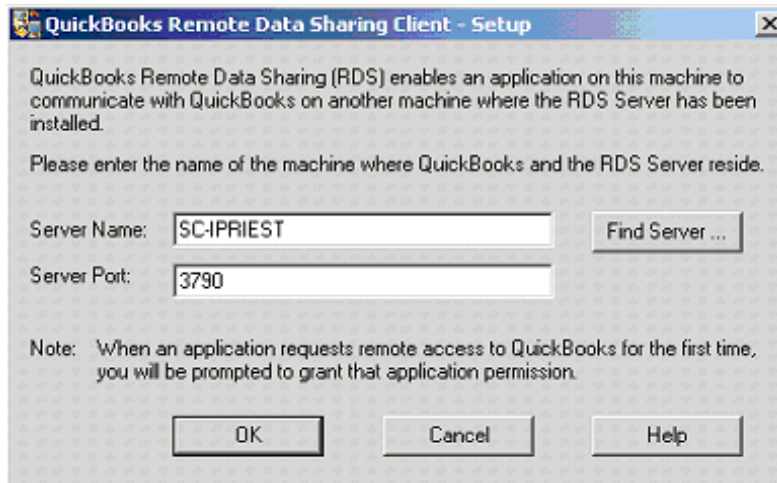 QuickBooks Remote Data Sharing Client - Setup
QuickBooks Remote Data Sharing (RDS) enables an application on this machine to
communicate with QuickBooks on another machine where the RDS Server has been
installed.
Please enter the name of the machine where QuickBooks and the RDS Server reside.
Server Name: SC-IPRIEST Find Server ...
Server Port: 3790
Note: When an application requests remote access to QuickBooks for the first time,
you will be prompted to grant that application permission.
OK Cancel Help